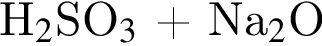 H₂SO₃ + Na₂O